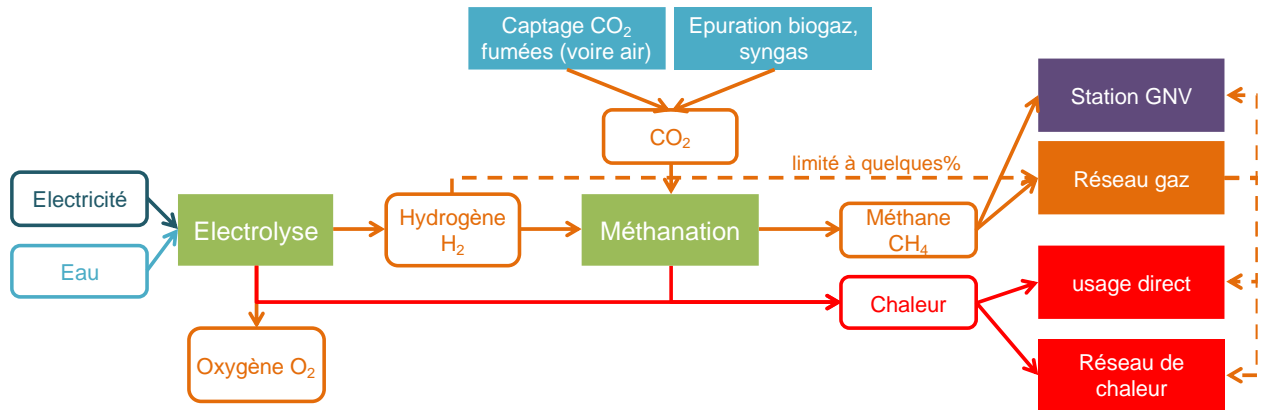 Captage CO₂
fumées (voire air)
Epuration biogaz,
syngas
Station GNV
CO₂
limité à quelques%
Réseau gaz
Electricité
Electrolyse
Hydrogène
H₂
Méthanation
Méthane
CH₄
Eau
usage direct
Chaleur
Oxygène O₂
Réseau de
chaleur